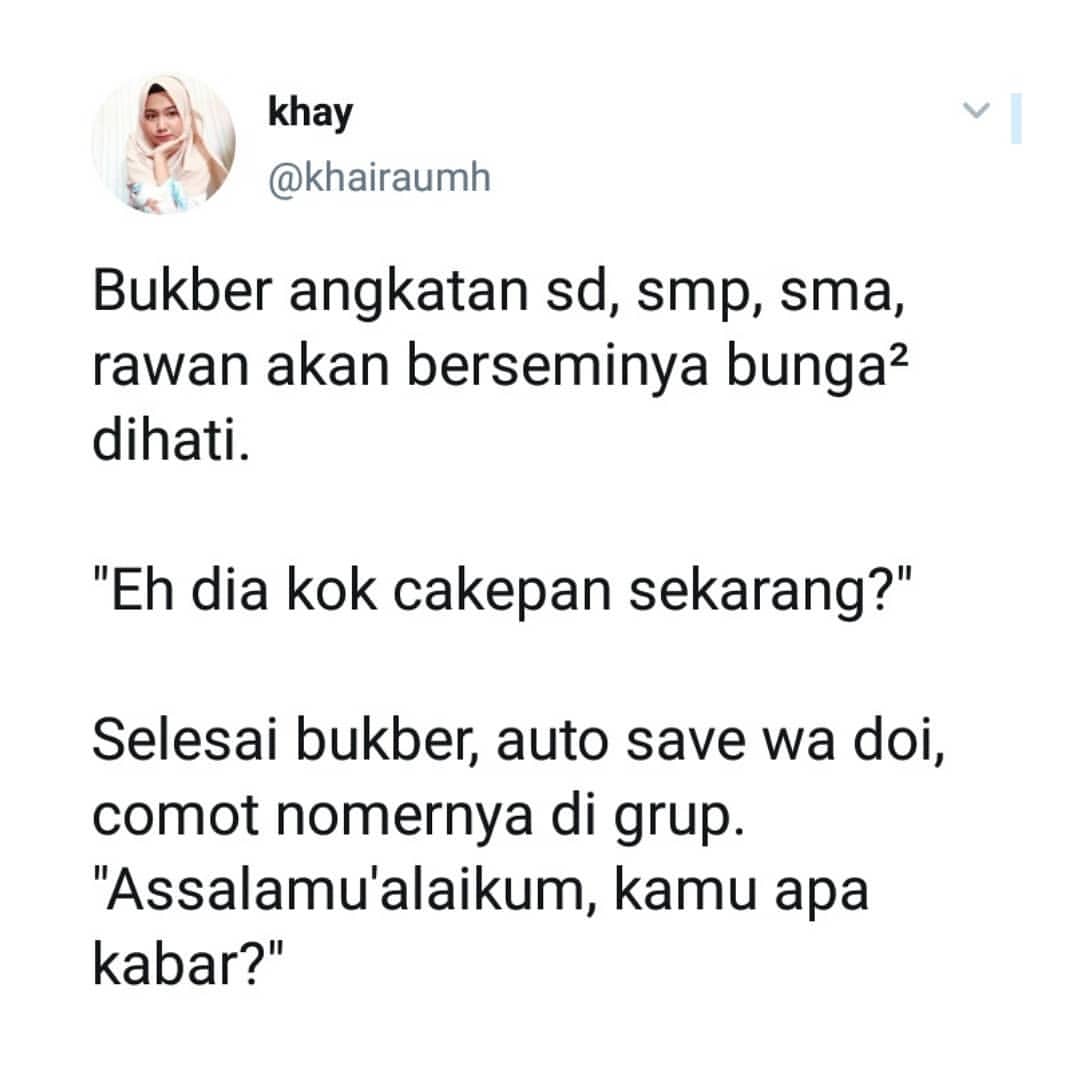 khay
@khairaumh
Bukber angkatan sd, smp, sma,
rawan akan berseminya bunga²
dihati.
"Eh dia kok cakepan sekarang?"
Selesai bukber, auto save wa doi,
comot nomernya di grup.
"Assalamu'alaikum, kamu apa
kabar?"